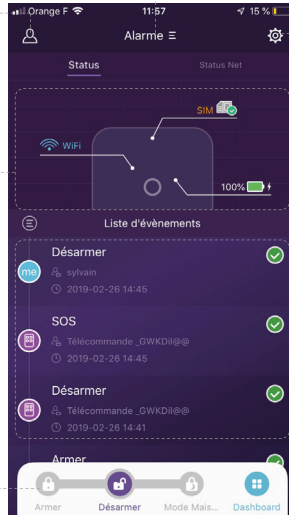 Orange F 11:57 15 %
Alarme
Status Status Net
SIM
WiFi
100%
Liste d'évènements
Désarmer
me sylvain
2019-02-26 14:45
SOS
Télécommande _GWKDil@@
2019-02-26 14:45
Désarmer
Télécommande _GWKDil@@
2019-02-26 14:41
Armer
Armer Désarmer Mode Mais... Dashboard